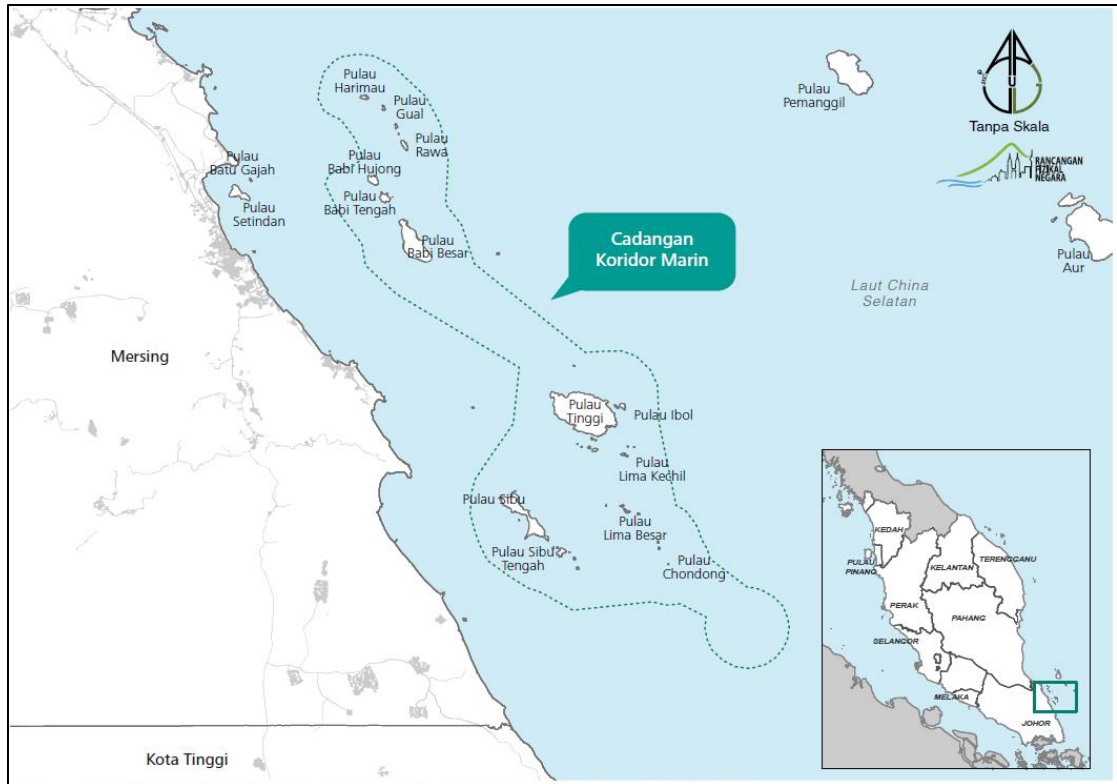 Pulau
Harimau
Pulau
Gual
Pulau
Rawa
Pulau
Batu Gajah
Pulau
Babi Hujong
Pulau
Setindan
Pulau
Babi Tengah
Pulau
Babi Besar
Pulau
Pemanggil
Tanpa Skala
RANCANGAN
FIZIKAL
NEGARA
Cadangan
Koridor Marin
Pulau
Aur
Laut China
Selatan
Mersing
Pulau
Tinggi
Pulau Ibol
Pulau
Lima Kechil
Pulau Sibu
Pulau
Lima Besar
Pulau Sibu
Tengah
Pulau
Chondong
Kota Tinggi
KEDAH
PULAU
PINANG
KELANTAN
TERENGGANU
PERAK
PAHANG
SELANGOR
MELAKA
JOHOR